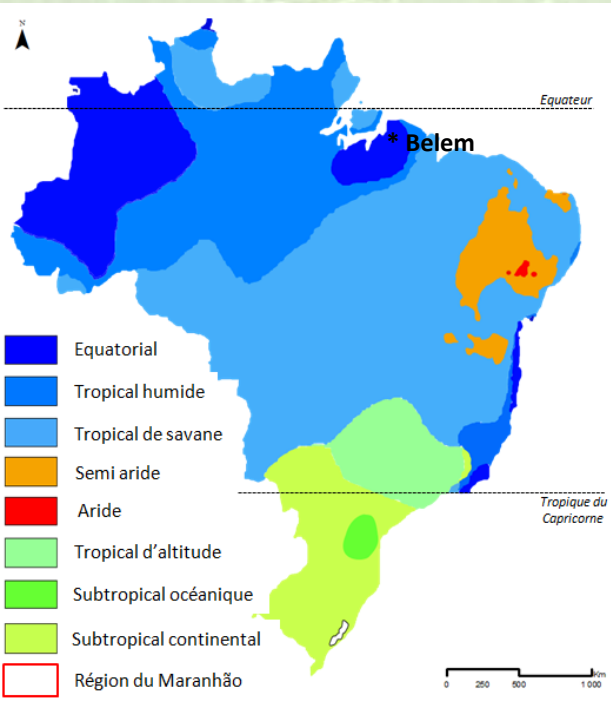 N
Equateur
* Belem
Equatorial
Tropical humide
Tropical de savane
Semi aride
Aride
Tropique du
Capricorne
Tropical d'altitude
Subtropical océanique
Subtropical continental
Région du Maranhão
Km
0 250 500 1 000